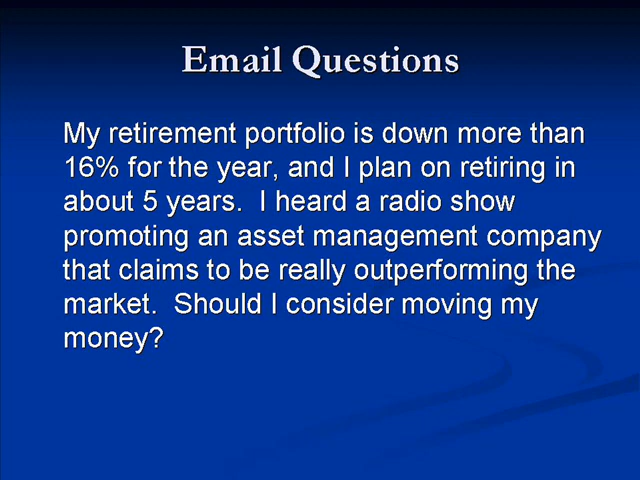 Email Questions
My retirement portfolio is down more than
16% for the year, and I plan on retiring in
about 5 years.  I heard a radio show
promoting an asset management company
that claims to be really outperforming the
market.  Should I consider moving my
money?